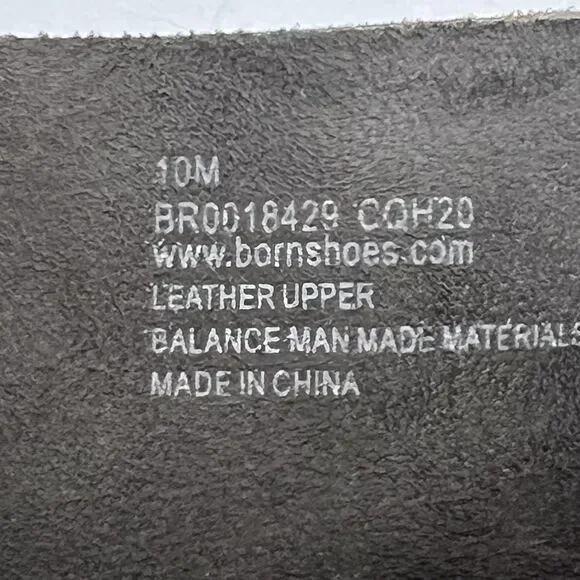 10M
BR0018429 CQH20
www.bornshoes.com
LEATHER UPPER
BALANCE MAN MADE MATERIALS
MADE IN CHINA